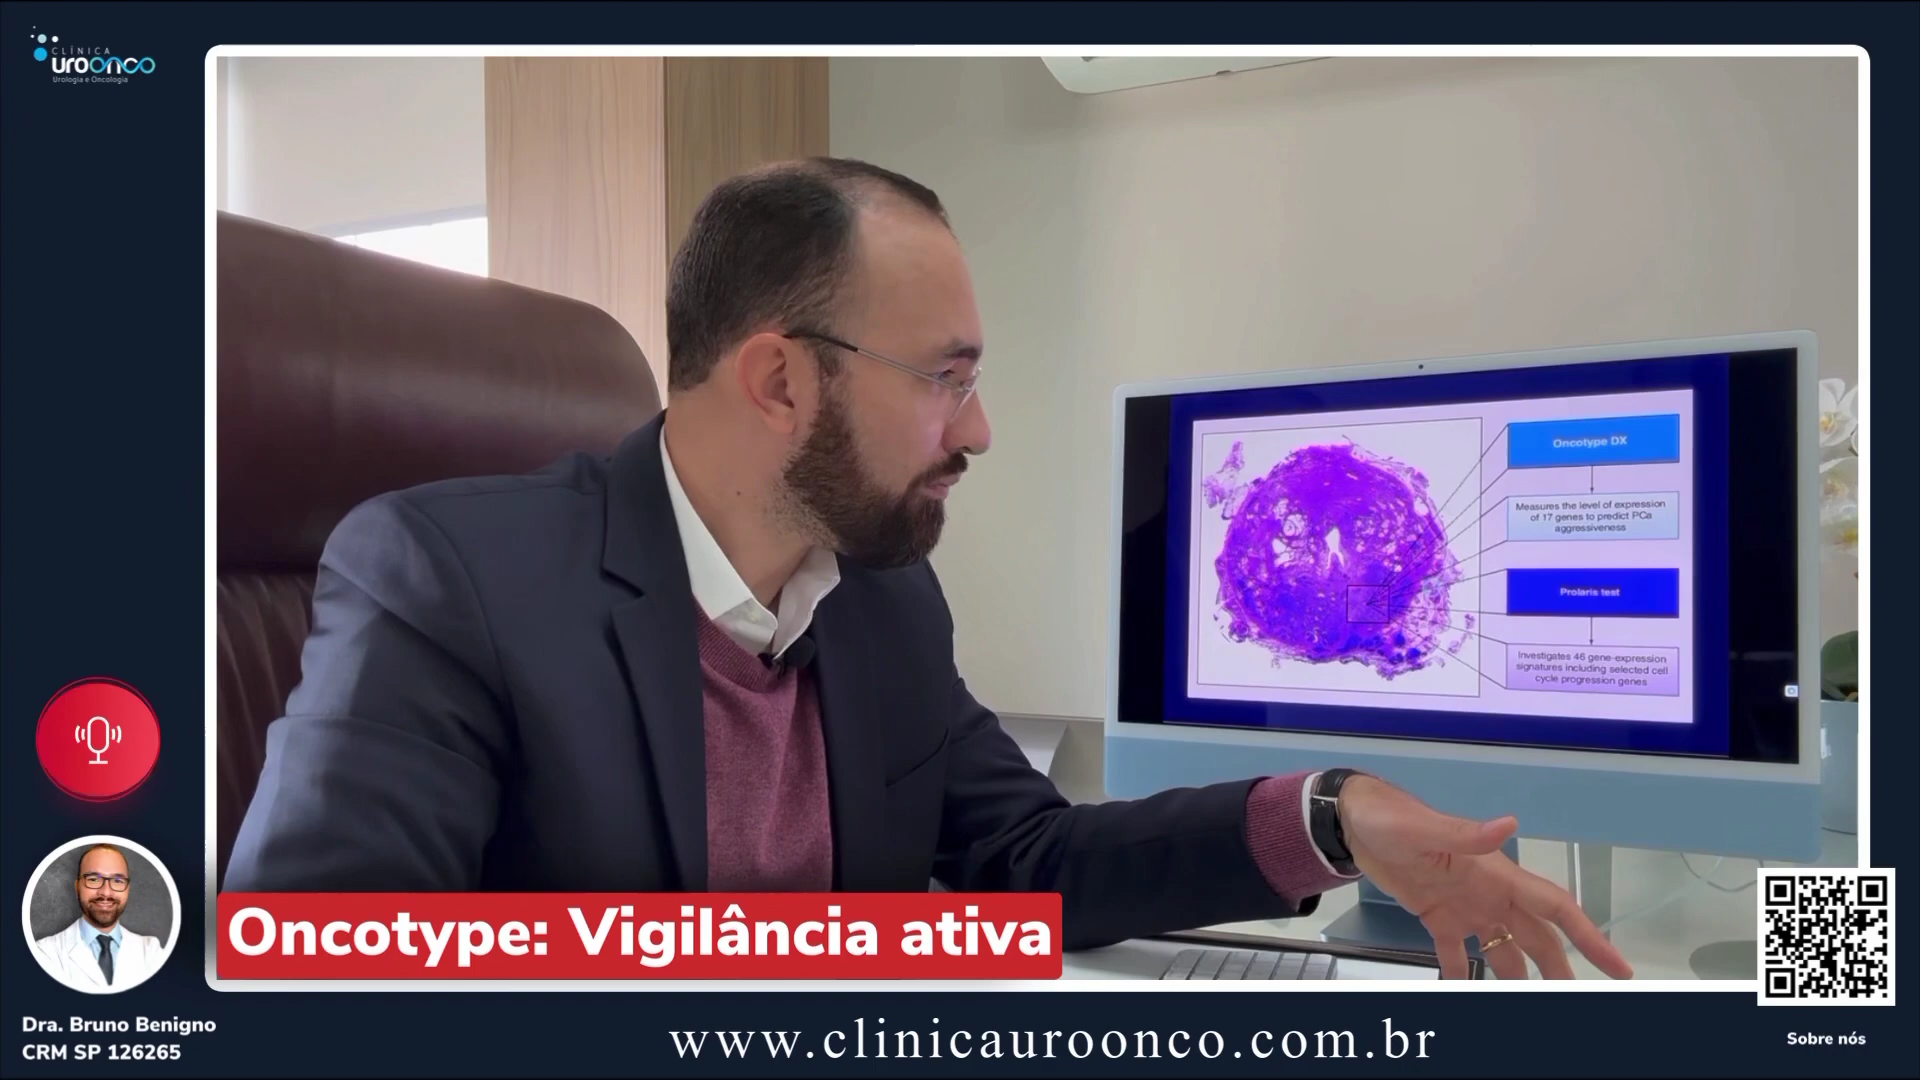 CLÍNICA
uroonco
Urologia e Oncologia
Oncotype DX
Measures the level of expression
of 17 genes to predict PCa
aggressiveness
Prolaris test
Investigates 46 gene-expression
signatures including selected cell
cycle progression genes
Oncotype: Vigilância ativa
Dra. Bruno Benigno
CRM SP 126265
www.clinicauroonco.com.br
Sobre nós